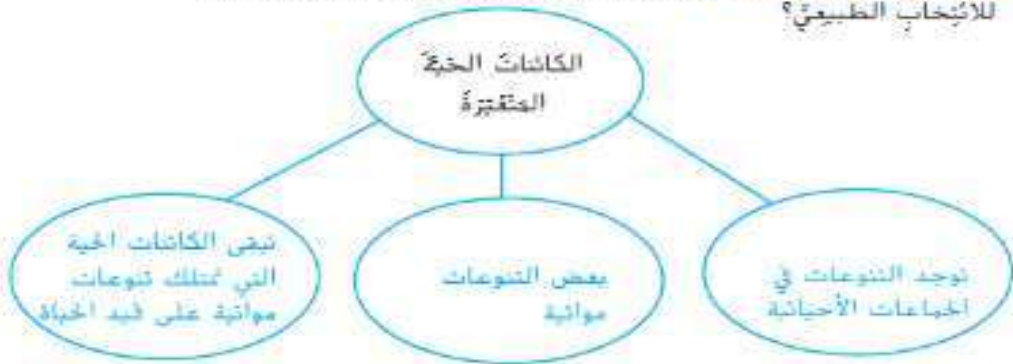 للانتخاب الطبيعي؟
الكائنات الحية
المتغيرة
توجد التنوعات في
الجماعات الأحيائية
بعض التنوعات
مواتية
تبقى الكائنات الحية
التي تمتلك تنوعات
مواتية على قيد الحياة